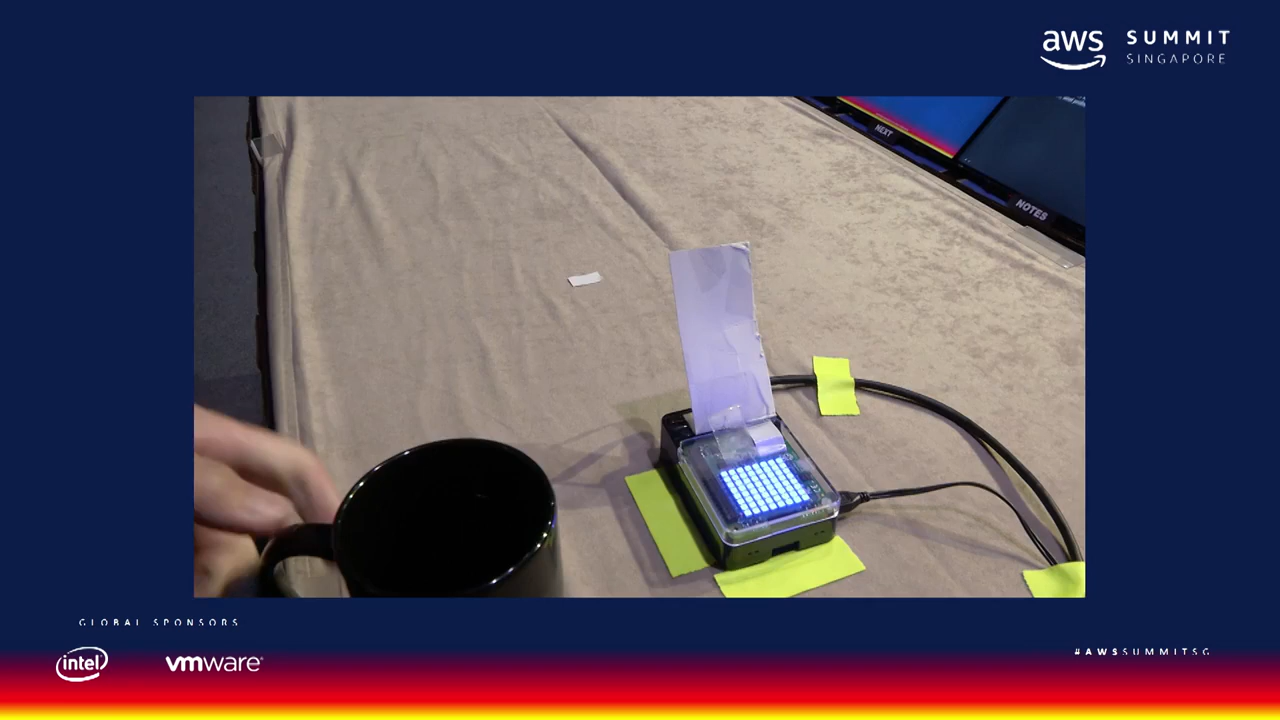 aws SUMMIT
SINGAPORE
NEXT
NOTES
GLOBAL SPONSORS
intel
vmware
#AWSSUMMITSG